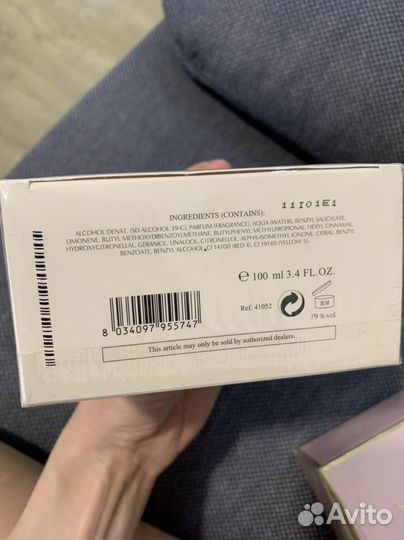 11I01E1
INGREDIENTS (CONTAINS):
ALCOHOL DENAT. (SD-ALCOHOL 39-C), PARFUM (FRAGRANCE), AQUA (WATER), BENZYL SALICYLATE,
LIMONENE, BUTYL METHOXYDIBENZOYLMETHANE, BUTYLPHENYL METHYLPROPIONAL, HEXYL CINNAMAL,
HYDROXYCITRONELLAL, GERANIOL, LINALOOL, CITRONELLOL, ALPHA-ISOMETHYL IONONE, CITRAL, BENZYL
BENZOATE, BENZYL ALCOHOL, CI 14700 (RED 4), CI 19140 (YELLOW 5).
℮ 100 ml 3.4 FL.OZ.
Ref. 41052
30 M
79 % vol.
8 034097 955747
This article may only be sold by authorized dealers.
Avito